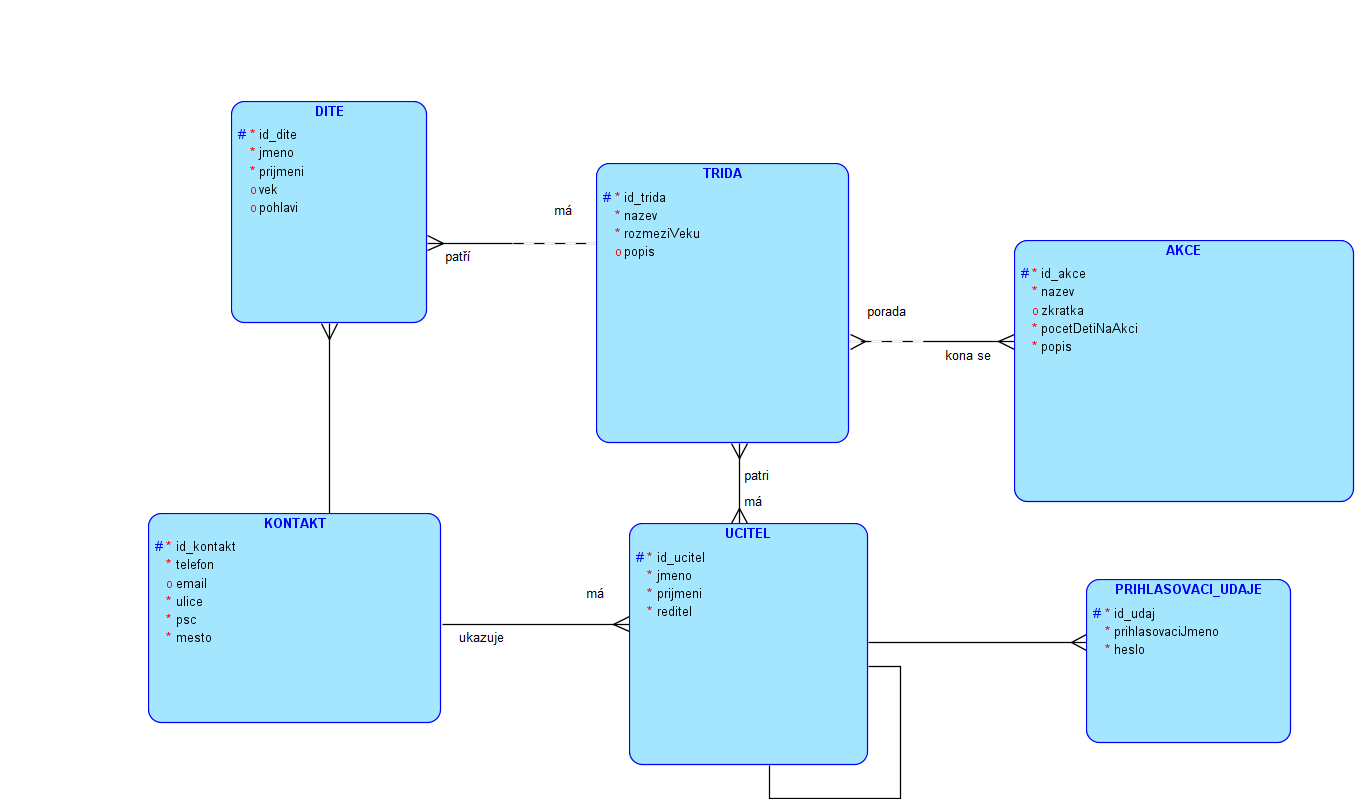 DITE
# * id_dite
* jmeno
* prijmeni
o vek
o pohlavi
má
patří
TRIDA
# * id_trida
* nazev
* rozmeziVeku
o popis
porada
kona se
AKCE
# * id_akce
* nazev
o zkratka
* pocetDetiNaAkci
* popis
patri
má
KONTAKT
# * id_kontakt
* telefon
o email
* ulice
* psc
* mesto
má
ukazuje
UCITEL
# * id_ucitel
* jmeno
* prijmeni
* reditel
PRIHLASOVACI_UDAJE
# * id_udaj
* prihlasovaciJmeno
* heslo